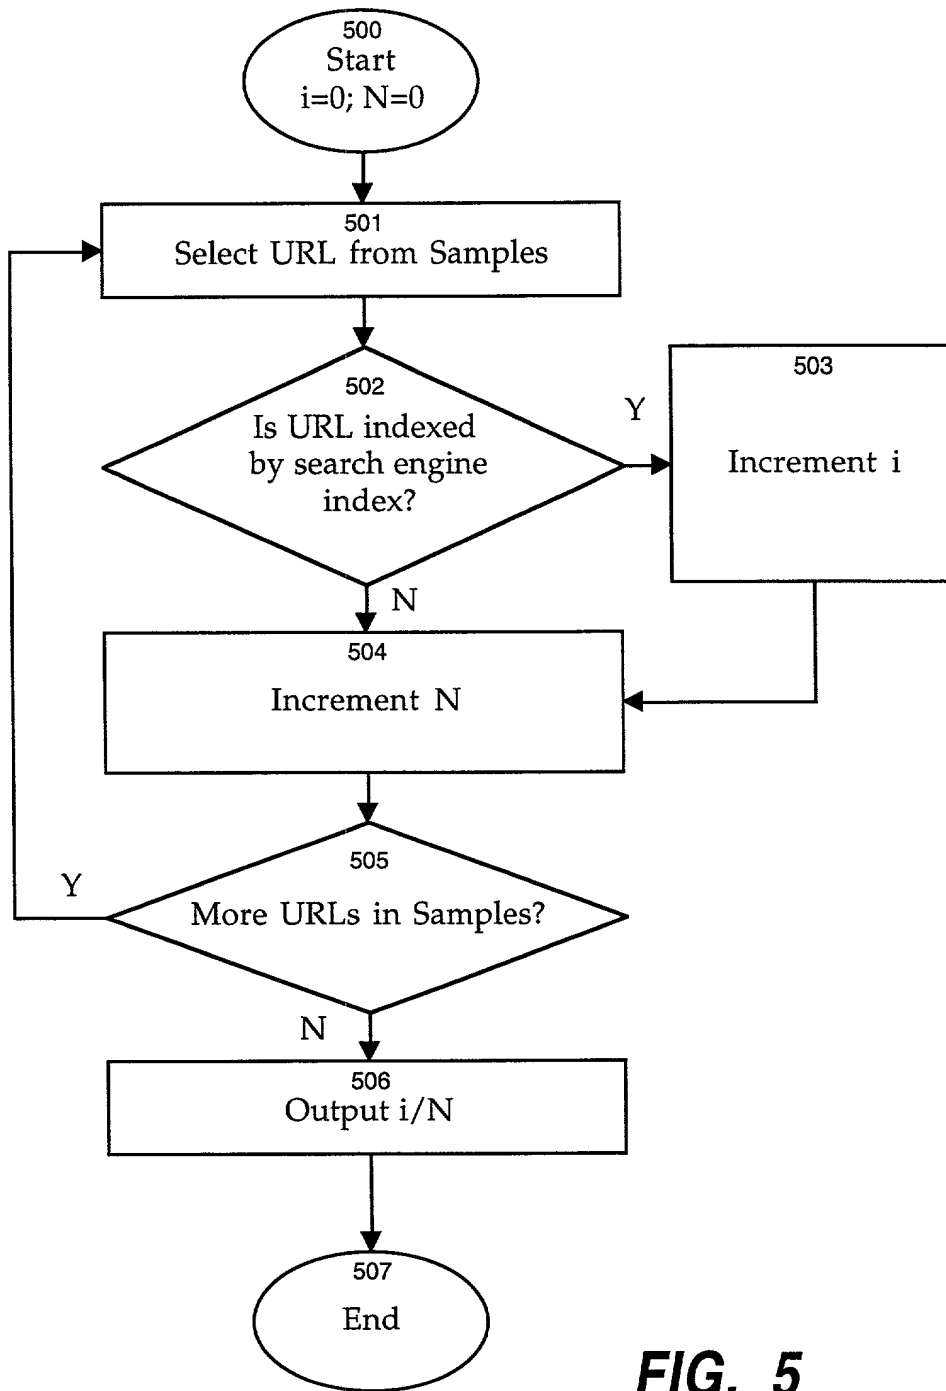 500
Start
i=0; N=0
501
Select URL from Samples
502
Is URL indexed
by search engine
index?
Y
503
Increment i
N
504
Increment N
505
More URLs in Samples?
Y
N
506
Output i/N
507
End
FIG. 5